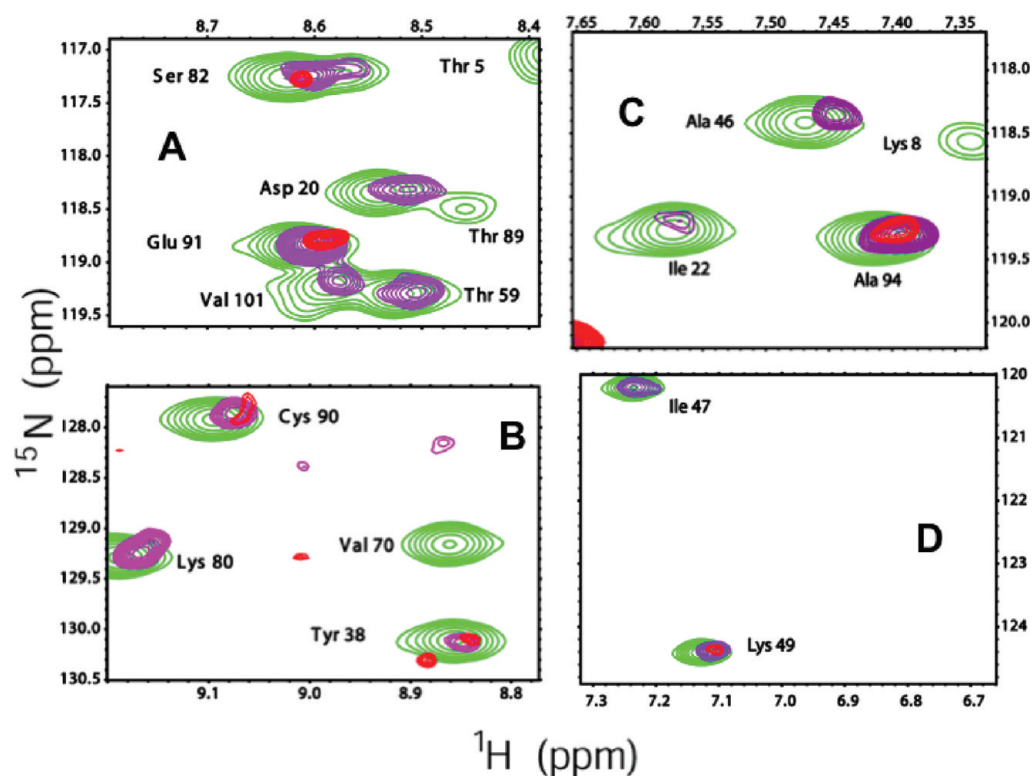 8.7 8.6 8.5 8.4
7.65 7.60 7.55 7.50 7.45 7.40 7.35
117.0
117.5
118.0
118.5
119.0
119.5
Ser 82
Thr 5
A
Asp 20
Thr 89
Glu 91
Val 101
Thr 59
118.0
118.5
119.0
119.5
120.0
C
Ala 46
Lys 8
Ile 22
Ala 94
15N (ppm)
128.0
128.5
129.0
129.5
130.0
130.5
Cys 90
B
Lys 80
Val 70
Tyr 38
9.1 9.0 8.9 8.8
120
121
122
123
124
Ile 47
D
Lys 49
7.3 7.2 7.1 7.0 6.9 6.8 6.7
1H (ppm)